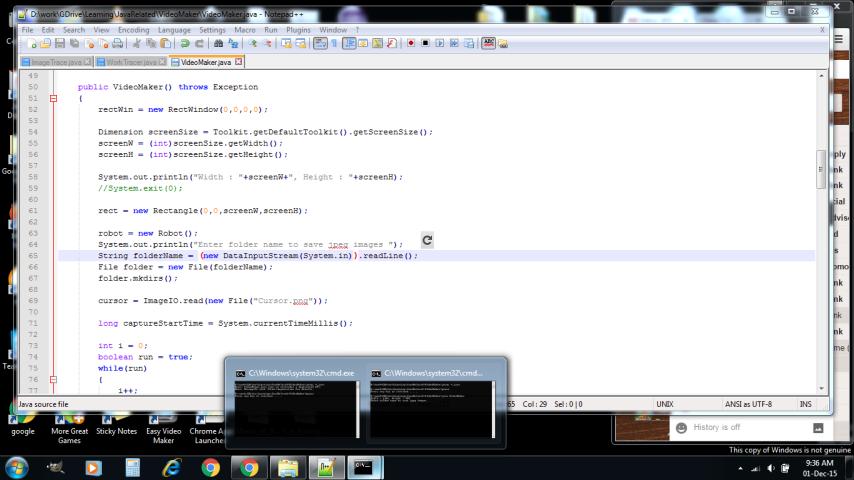 D:\work\GDrive\Learning\JavaRelated\VideoMaker\VideoMaker.java - Notepad++
File Edit Search View Encoding Language Settings Macro Run Plugins Window ?
X
ImageTrace.java WorkTracer.java VideoMaker.java
49
50 public VideoMaker() throws Exception
51 {
52 rectWin = new RectWindow(0,0,0,0);
53
54 Dimension screenSize = Toolkit.getDefaultToolkit().getScreenSize();
55 screenW = (int)screenSize.getWidth();
56 screenH = (int)screenSize.getHeight();
57
58 System.out.println("Width : "+screenW+", Height : "+screenH);
59 //System.exit(0);
60
61 rect = new Rectangle(0,0,screenW,screenH);
62
63 robot = new Robot();
64 System.out.println("Enter folder name to save jpeg images ");
65 String folderName = (new DataInputStream(System.in)).readLine();
66 File folder = new File(folderName);
67 folder.mkdirs();
68
69 cursor = ImageIO.read(new File("Cursor.png"));
70
71 long captureStartTime = System.currentTimeMillis();
72
73 int i = 0;
74 boolean run = true;
75 while(run)
76 {
77 i++;
C:\Windows\system32\cmd.exe C:\Windows\system32\cmd...
Java source file 65 Col : 29 Sel : 0 | 0 UNIX ANSI as UTF-8 INS
google More Great Games Sticky Notes Easy Video Maker Chrome A Launche
History is off
This copy of Windows is not genuine
9:36 AM
01-Dec-15